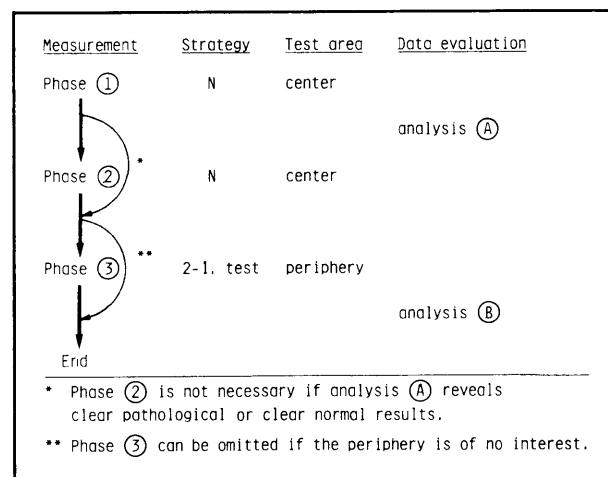 Measurement Strategy Test area Data evaluation
Phase ① N center
analysis Ⓐ
*
Phase ② N center
**
Phase ③ 2-1. test periphery
analysis Ⓑ
End
* Phase ② is not necessary if analysis Ⓐ reveals
clear pathological or clear normal results.
** Phase ③ can be omitted if the periphery is of no interest.